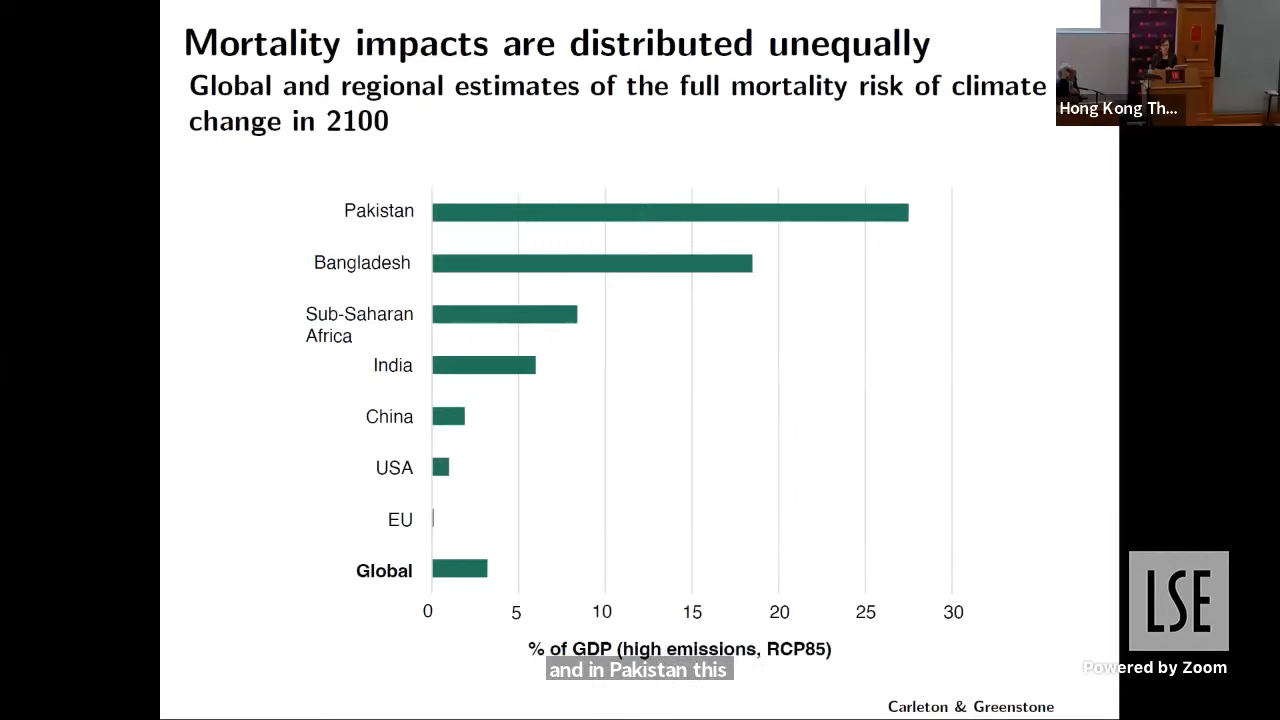 Mortality impacts are distributed unequally
Global and regional estimates of the full mortality risk of climate
change in 2100
Hong Kong Th...
Pakistan
Bangladesh
Sub-Saharan
Africa
India
China
USA
EU
Global
0 5 10 15 20 25 30
% of GDP (high emissions, RCP85)
and in Pakistan this
LSE
Powered by Zoom
Carleton & Greenstone